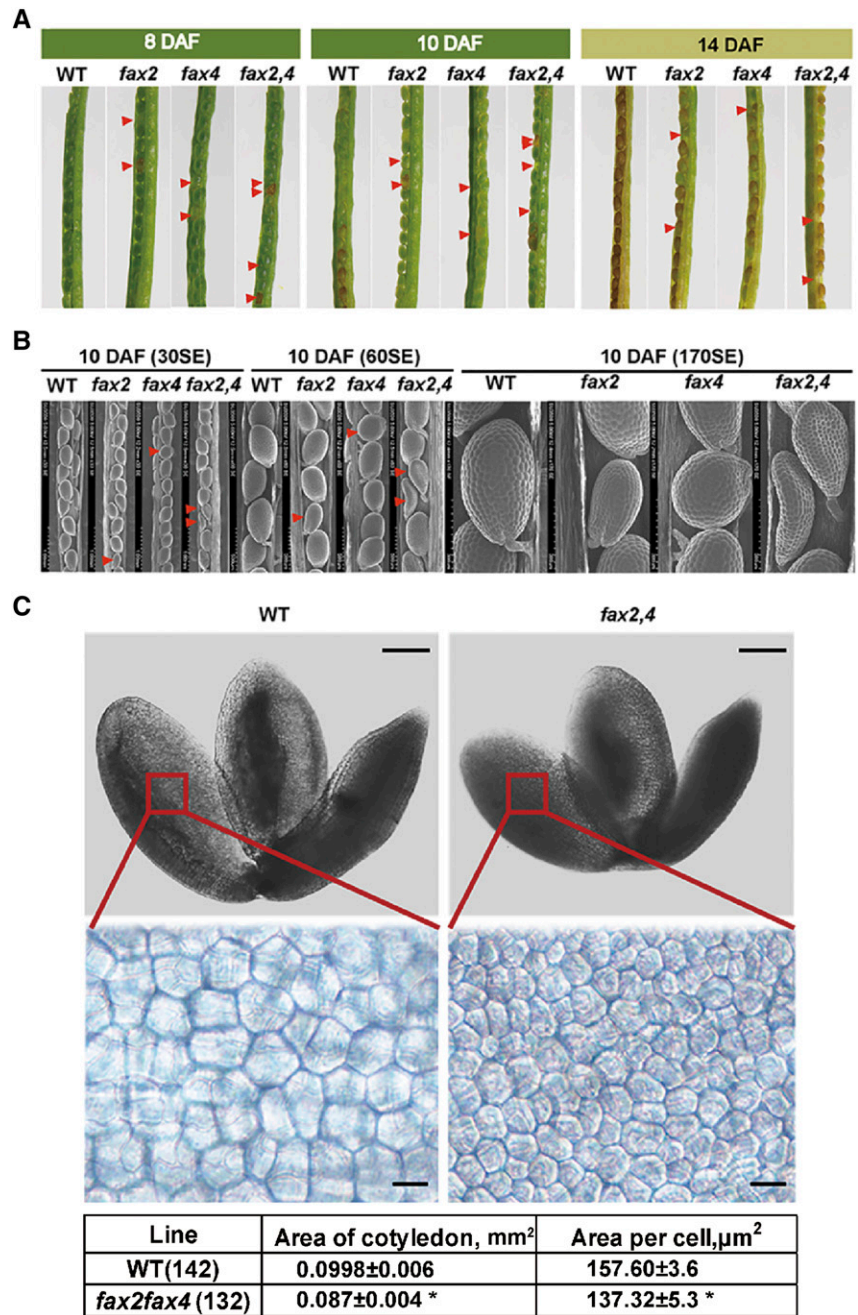 A
8 DAF 10 DAF 14 DAF
WT fax2 fax4 fax2,4 WT fax2 fax4 fax2,4 WT fax2 fax4 fax2,4
B
10 DAF (30SE) 10 DAF (60SE) 10 DAF (170SE)
WT fax2 fax4 fax2,4 WT fax2 fax4 fax2,4 WT fax2 fax4 fax2,4
C
WT fax2,4
Line Area of cotyledon, mm² Area per cell,µm²
WT(142) 0.0998±0.006 157.60±3.6
fax2fax4 (132) 0.087±0.004 * 137.32±5.3 *